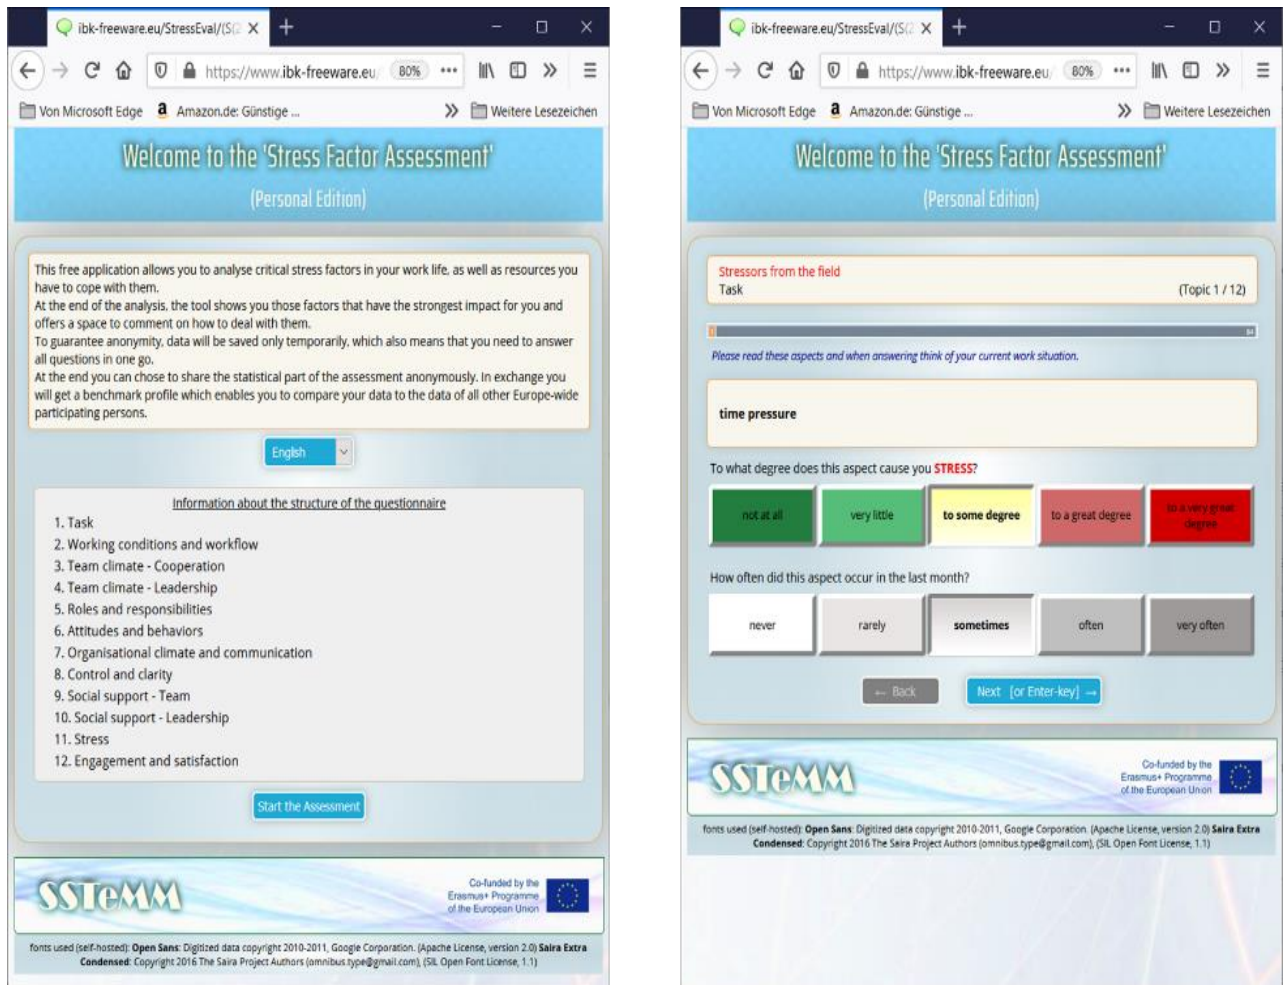 ibk-freeware.eu/StressEval/(S(2
https://www.ibk-freeware.eu/
80%
Von Microsoft Edge
Amazon.de: Günstige ...
Weitere Lesezeichen
Welcome to the 'Stress Factor Assessment'
(Personal Edition)
This free application allows you to analyse critical stress factors in your work life, as well as resources you
have to cope with them.
At the end of the analysis, the tool shows you those factors that have the strongest impact for you and
offers a space to comment on how to deal with them.
To guarantee anonymity, data will be saved only temporarily, which also means that you need to answer
all questions in one go.
At the end you can chose to share the statistical part of the assessment anonymously. In exchange you
will get a benchmark profile which enables you to compare your data to the data of all other Europe-wide
participating persons.
English
Information about the structure of the questionnaire
1. Task
2. Working conditions and workflow
3. Team climate - Cooperation
4. Team climate - Leadership
5. Roles and responsibilities
6. Attitudes and behaviors
7. Organisational climate and communication
8. Control and clarity
9. Social support - Team
10. Social support - Leadership
11. Stress
12. Engagement and satisfaction
Start the Assessment
SSTeMM
Co-funded by the
Erasmus+ Programme
of the European Union
fonts used (self-hosted): Open Sans: Digitized data copyright 2010-2011, Google Corporation. (Apache License, version 2.0) Saira Extra
Condensed: Copyright 2016 The Saira Project Authors (omnibus.type@gmail.com), (SIL Open Font License, 1.1)
ibk-freeware.eu/StressEval/(S(2
https://www.ibk-freeware.eu/
80%
Von Microsoft Edge
Amazon.de: Günstige ...
Weitere Lesezeichen
Welcome to the 'Stress Factor Assessment'
(Personal Edition)
Stressors from the field
Task
(Topic 1 / 12)
84
Please read these aspects and when answering think of your current work situation.
time pressure
To what degree does this aspect cause you STRESS?
not at all
very little
to some degree
to a great degree
to a very great
degree
How often did this aspect occur in the last month?
never
rarely
sometimes
often
very often
← Back
Next [or Enter-key] →
SSTeMM
Co-funded by the
Erasmus+ Programme
of the European Union
fonts used (self-hosted): Open Sans: Digitized data copyright 2010-2011, Google Corporation. (Apache License, version 2.0) Saira Extra
Condensed: Copyright 2016 The Saira Project Authors (omnibus.type@gmail.com), (SIL Open Font License, 1.1)